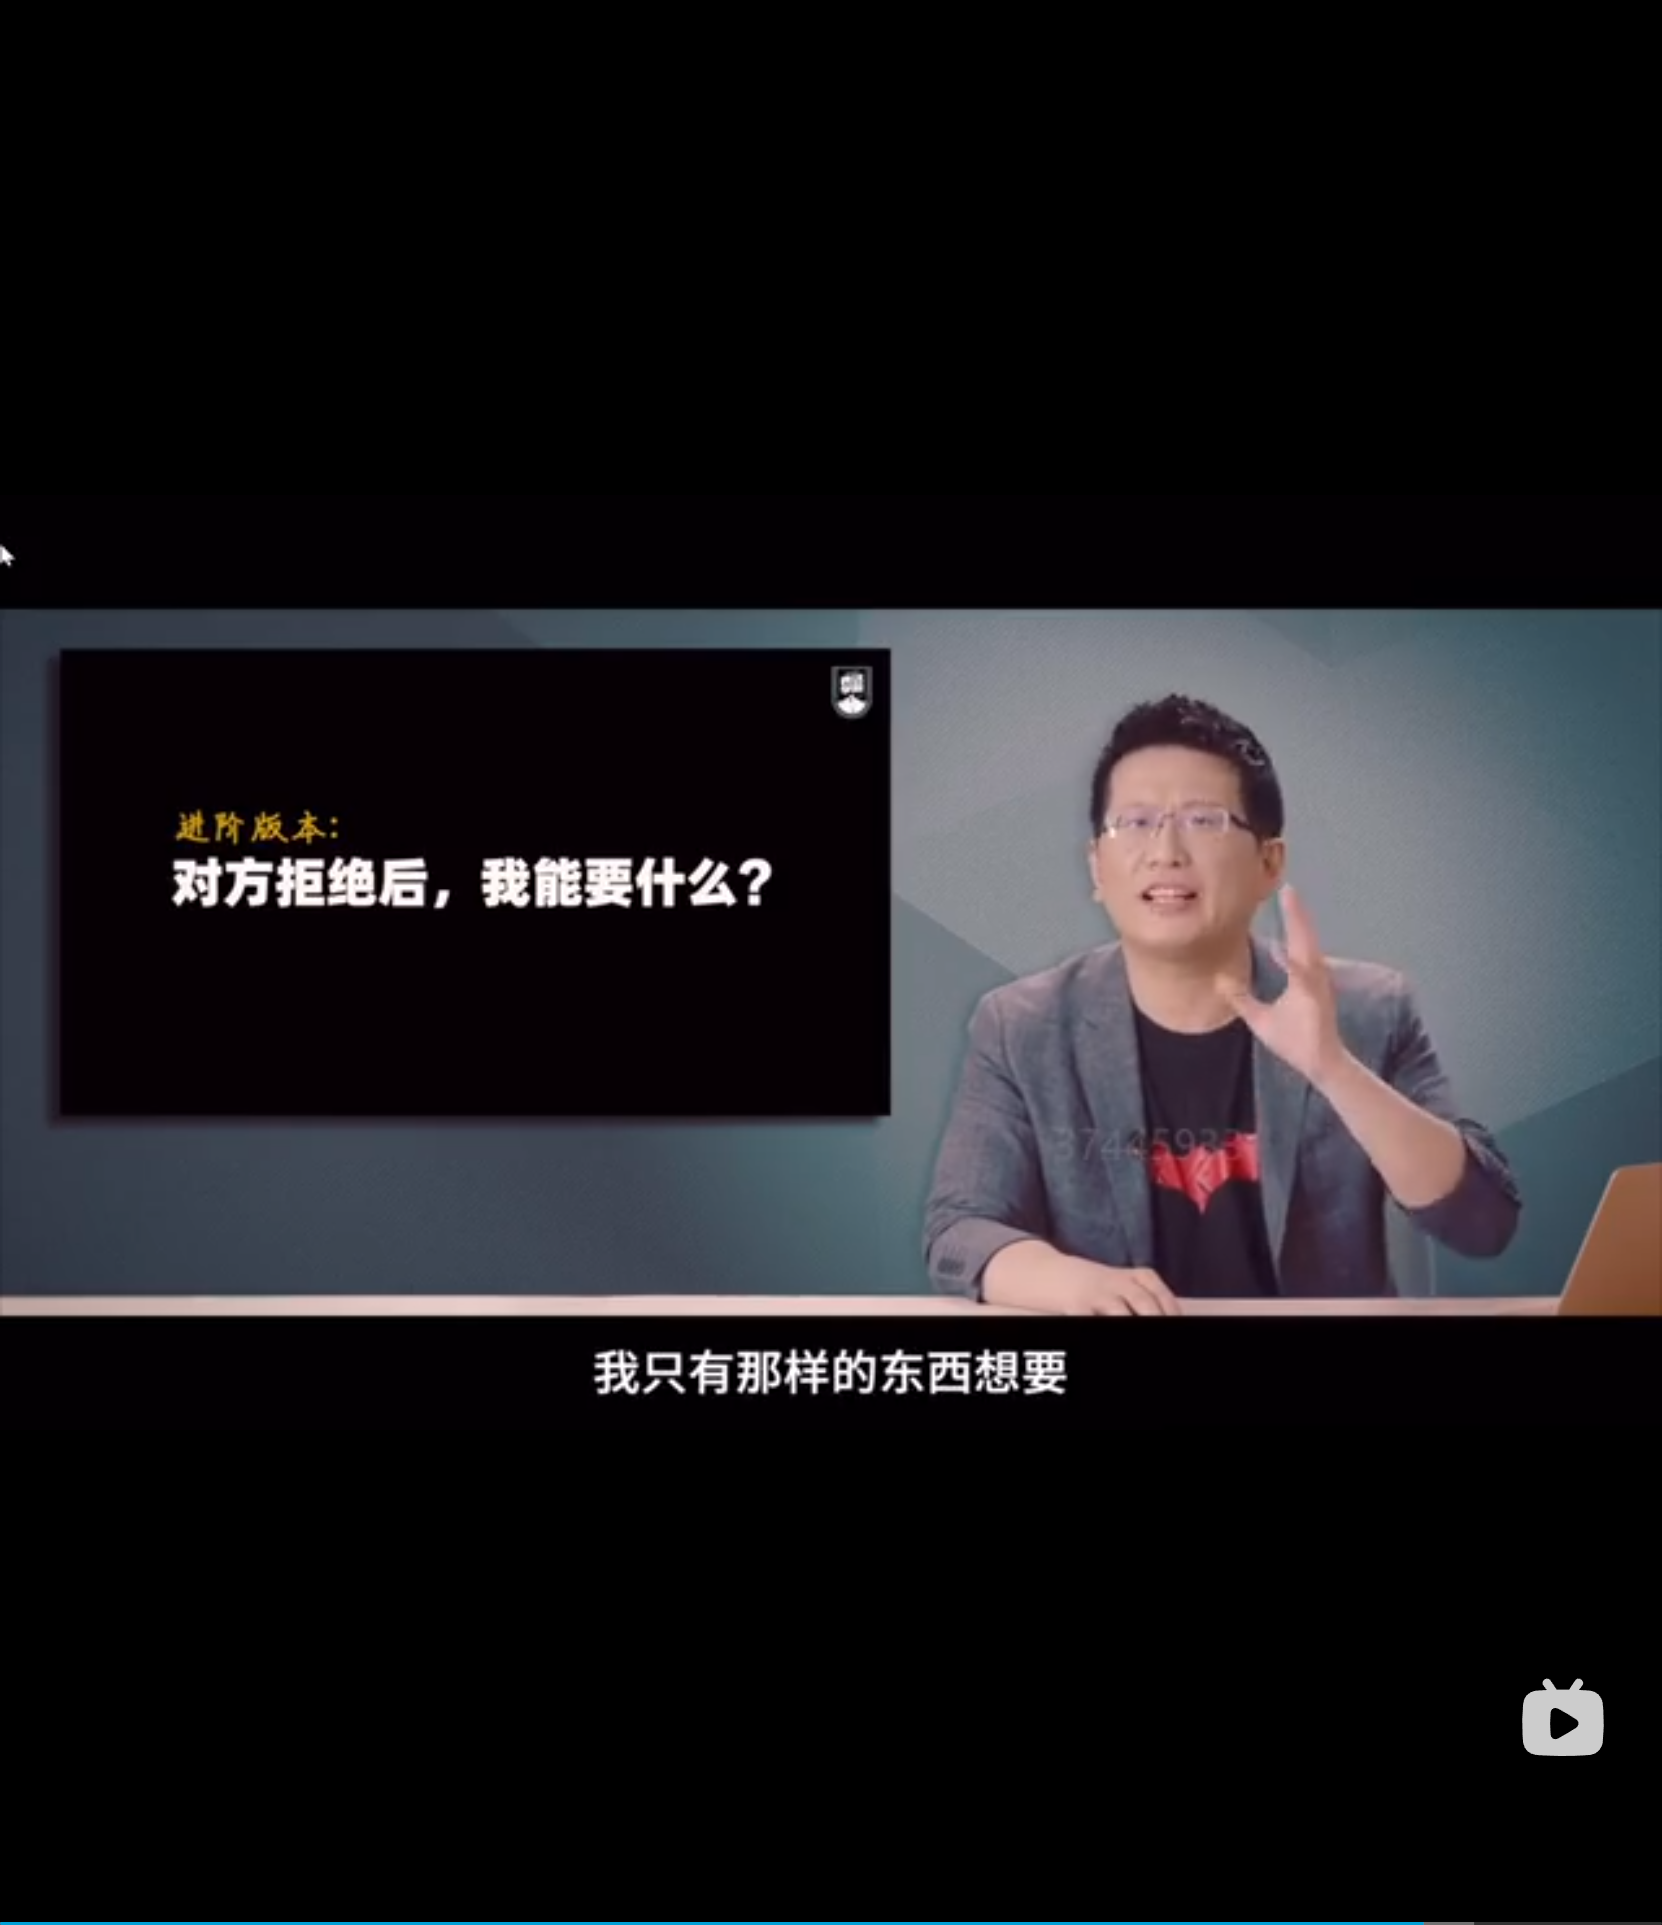 进阶版本:
对方拒绝后，我能要什么？
我只有那样的东西想要